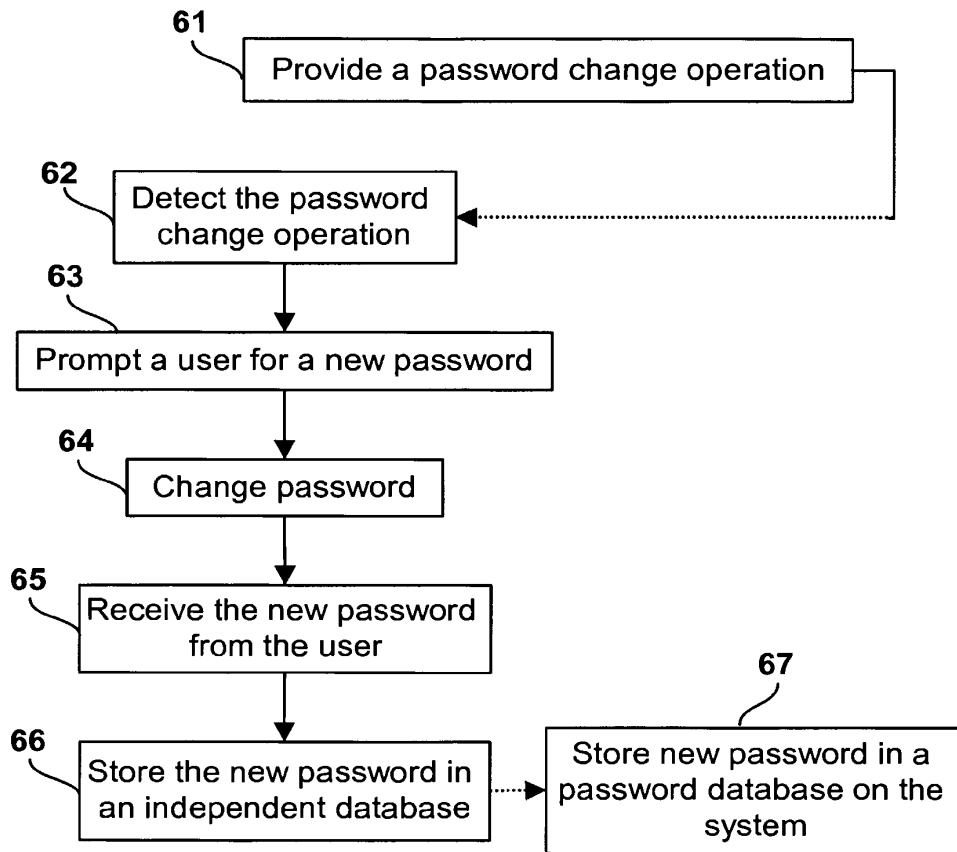 61
Provide a password change operation
62
Detect the password
change operation
63
Prompt a user for a new password
64
Change password
65
Receive the new password
from the user
66
Store the new password in
an independent database
67
Store new password in a
password database on the
system